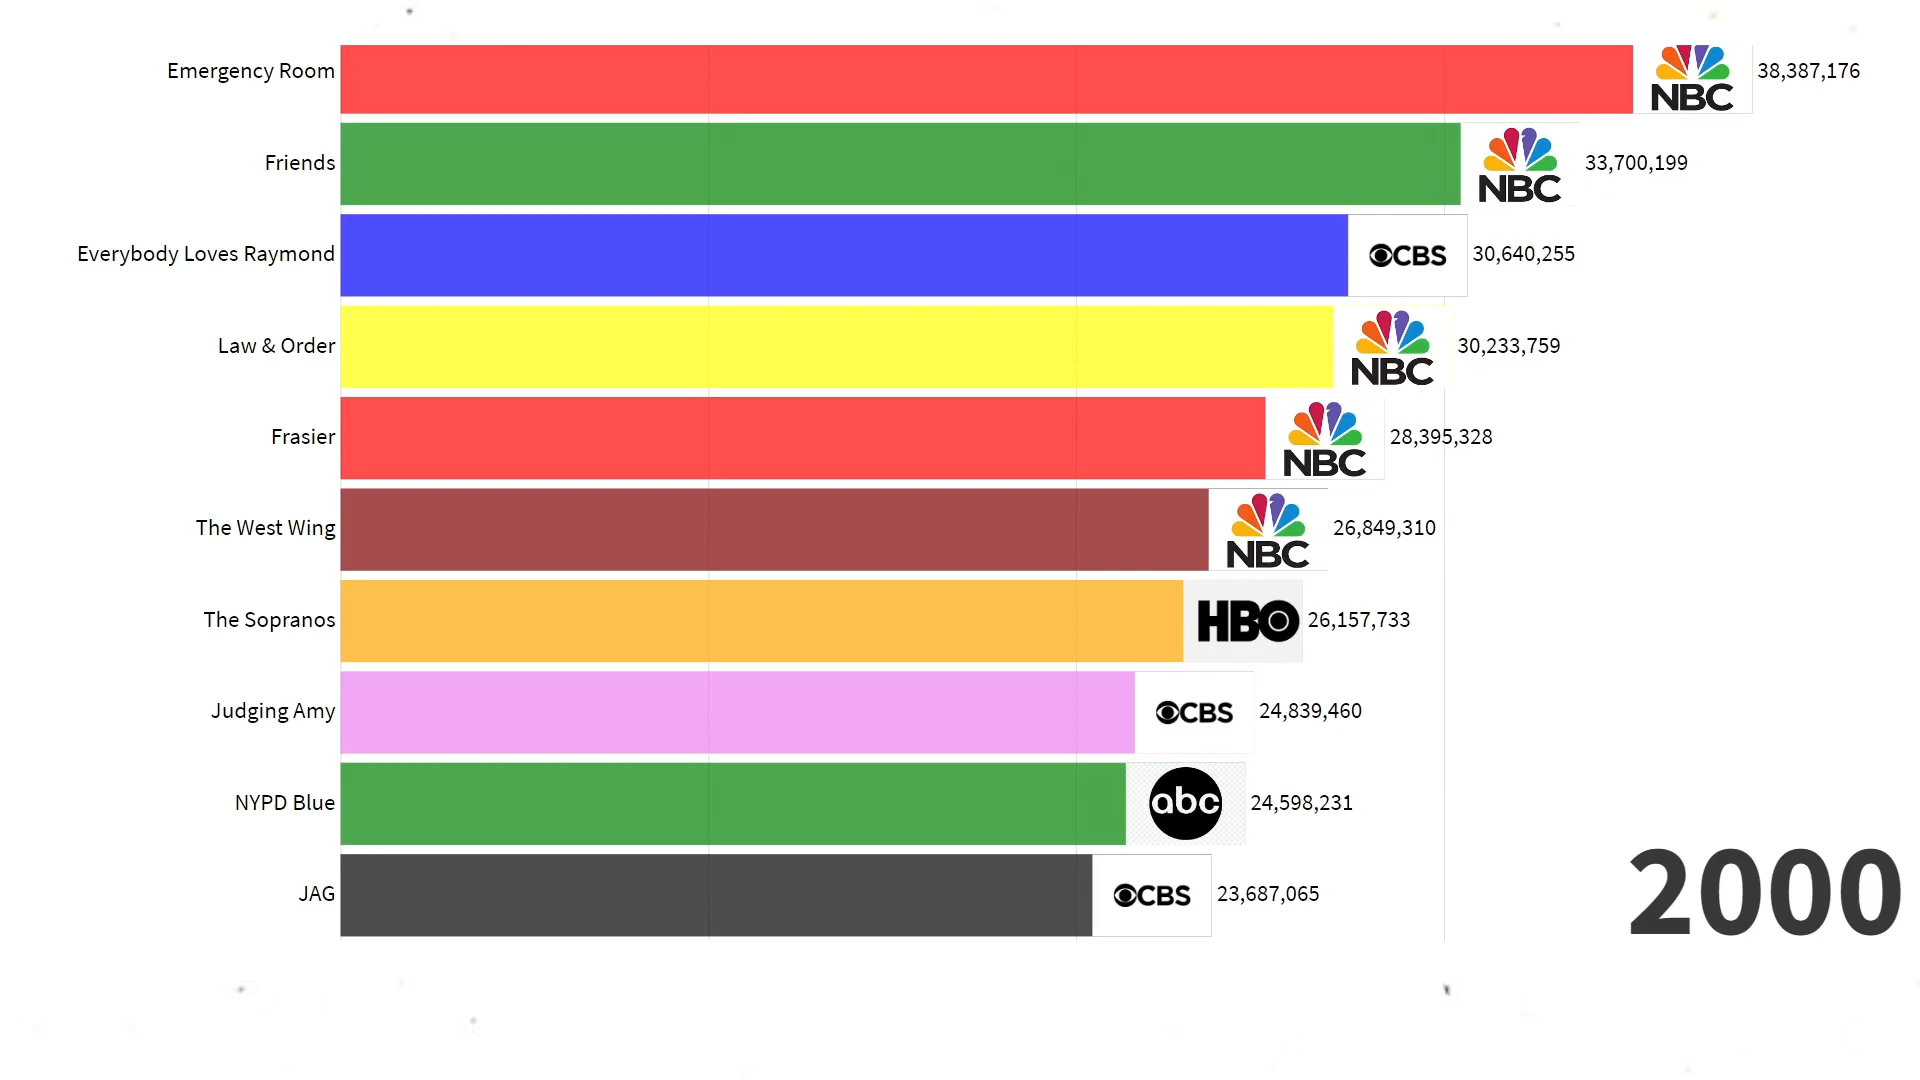 Emergency Room NBC 38,387,176
Friends NBC 33,700,199
Everybody Loves Raymond CBS 30,640,255
Law & Order NBC 30,233,759
Frasier NBC 28,395,328
The West Wing NBC 26,849,310
The Sopranos HBO 26,157,733
Judging Amy CBS 24,839,460
NYPD Blue abc 24,598,231
JAG CBS 23,687,065
2000